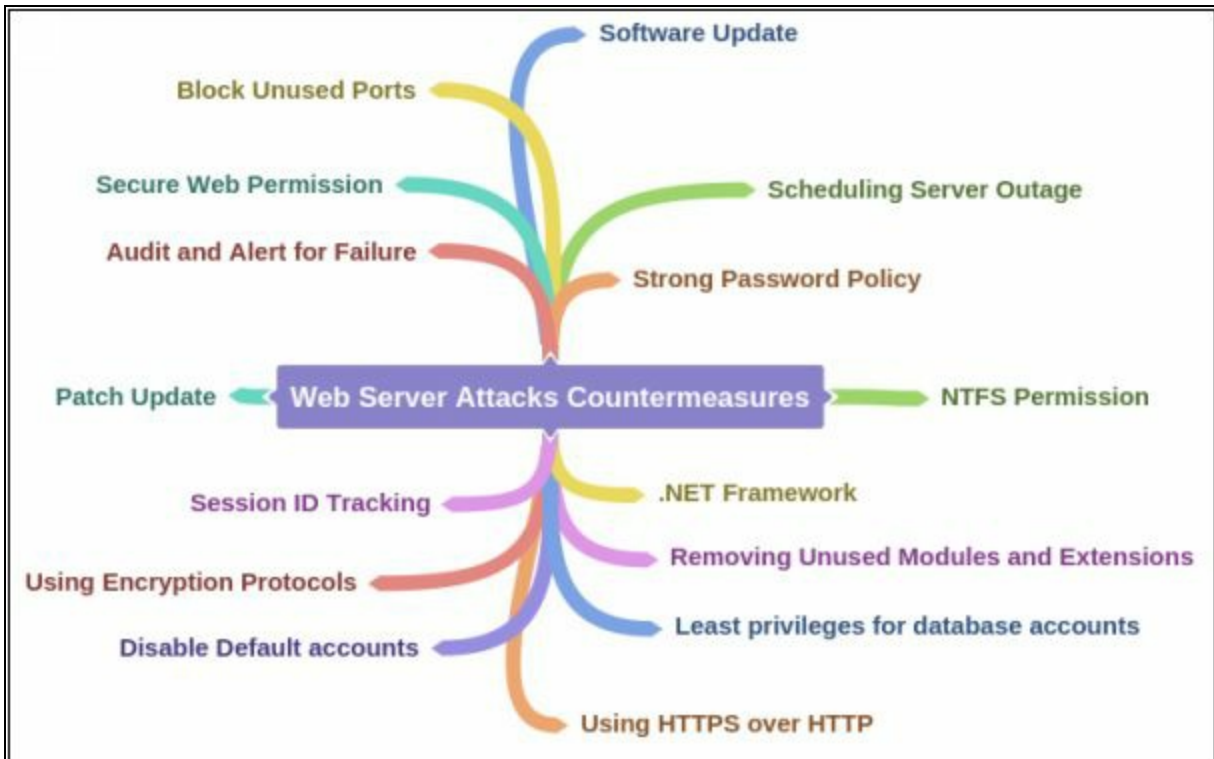 Software Update
Block Unused Ports
Secure Web Permission
Scheduling Server Outage
Audit and Alert for Failure
Strong Password Policy
Patch Update
Web Server Attacks Countermeasures
NTFS Permission
.NET Framework
Session ID Tracking
Removing Unused Modules and Extensions
Using Encryption Protocols
Least privileges for database accounts
Disable Default accounts
Using HTTPS over HTTP